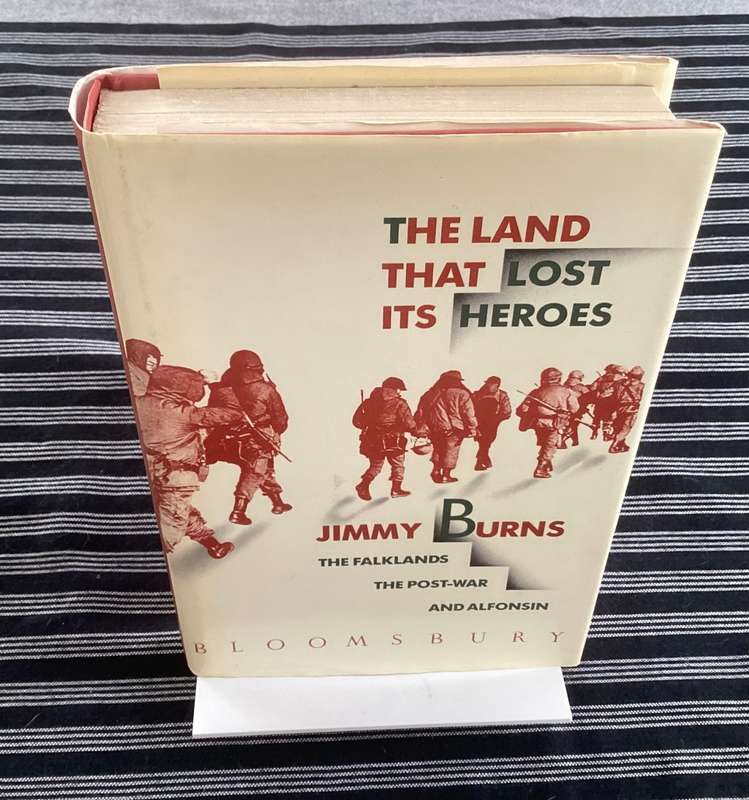 THE LAND
THAT LOST
ITS HEROES
JIMMY BURNS
THE FALKLANDS
THE POST-WAR
AND ALFONSIN
BLOOMSBURY